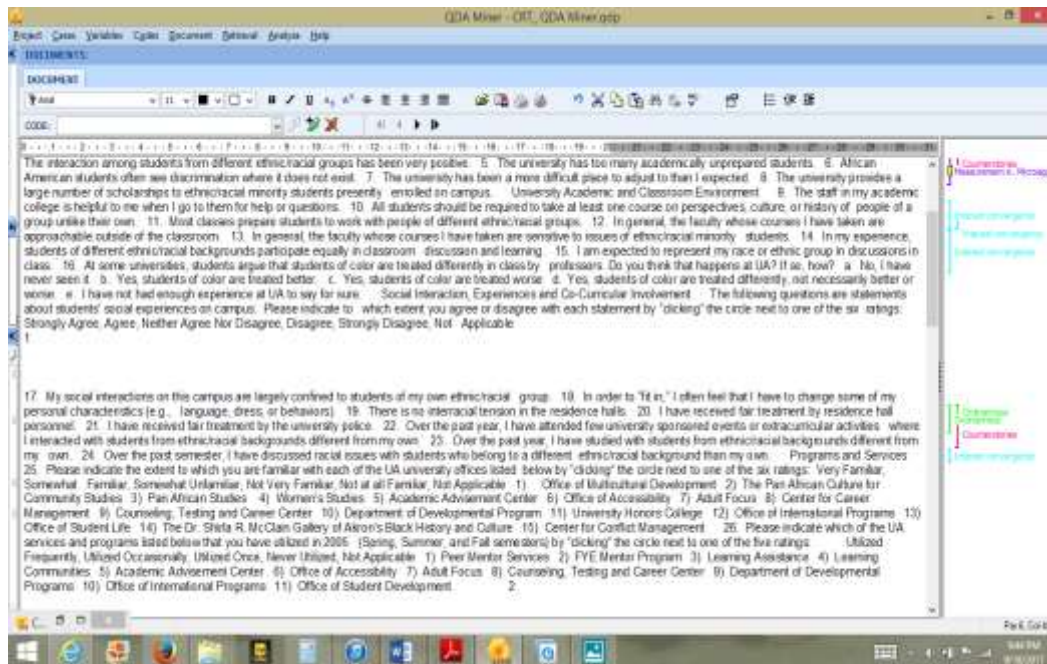 QDA Miner - CRT_ QDA Miner.qdp
Project Cases Variables Codes Document Retrieval Analyze Help
DOCUMENTS:
DOCUMENT
Arial 11
CODE:
The interaction among students from different ethnic/racial groups has been very positive. 5. The university has too many academically unprepared students. 6. African
American students often see discrimination where it does not exist. 7. The university has been a more difficult place to adjust to than I expected. 8. The university provides a
large number of scholarships to ethnic/racial minority students presently enrolled on campus. University Academic and Classroom Environment 9. The staff in my academic
college is helpful to me when I go to them for help or questions. 10. All students should be required to take at least one course on perspectives, culture, or history of people of a
group unlike their own. 11. Most classes prepare students to work with people of different ethnic/racial groups. 12. In general, the faculty whose courses I have taken are
approachable outside of the classroom. 13. In general, the faculty whose courses I have taken are sensitive to issues of ethnic/racial minority students. 14. In my experience,
students of different ethnic/racial backgrounds participate equally in classroom discussion and learning. 15. I am expected to represent my race or ethnic group in discussions in
class. 16. At some universities, students argue that students of color are treated differently in class by professors. Do you think that happens at UA? If so, how? a. No, I have
never seen it. b. Yes, students of color are treated better. c. Yes, students of color are treated worse d. Yes, students of color are treated differently, not necessarily better or
worse e. I have not had enough experience at UA to say for sure. Social Interaction, Experiences and Co-Curricular Involvement The following questions are statements
about students' social experiences on campus. Please indicate to which extent you agree or disagree with each statement by "clicking" the circle next to one of the six ratings:
Strongly Agree, Agree, Neither Agree Nor Disagree, Disagree, Strongly Disagree, Not Applicable
1
17. My social interactions on this campus are largely confined to students of my own ethnic/racial group. 18. In order to "fit in," I often feel that I have to change some of my
personal characteristics (e.g., language, dress, or behaviors). 19. There is no interracial tension in the residence halls. 20. I have received fair treatment by residence hall
personnel. 21. I have received fair treatment by the university police. 22. Over the past year, I have attended few university sponsored events or extracurricular activities where
I interacted with students from ethnic/racial backgrounds different from my own. 23. Over the past year, I have studied with students from ethnic/racial backgrounds different from
my own. 24. Over the past semester, I have discussed racial issues with students who belong to a different ethnic/racial background than my own. Programs and Services
25. Please indicate the extent to which you are familiar with each of the UA university offices listed below by "clicking" the circle next to one of the six ratings: Very Familiar,
Somewhat Familiar, Somewhat Unfamiliar, Not Very Familiar, Not at all Familiar, Not Applicable 1) Office of Multicultural Development 2) The Pan African Culture for
Community Studies 3) Pan African Studies 4) Women's Studies 5) Academic Advisement Center 6) Office of Accessibility 7) Adult Focus 8) Center for Career
Management 9) Counseling, Testing and Career Center 10) Department of Developmental Program 11) University Honors College 12) Office of International Programs 13)
Office of Student Life 14) The Dr. Shirla R. McClain Gallery of Akron's Black History and Culture 15) Center for Conflict Management 26. Please indicate which of the UA
services and programs listed below that you have utilized in 2006 (Spring, Summer, and Fall semesters) by "clicking" the circle next to one of the five ratings: Utilized
Frequently, Utilized Occasionally, Utilized Once, Never Utilized, Not Applicable 1) Peer Mentor Services 2) FYE Mentor Program 3) Learning Assistance 4) Learning
Communities 5) Academic Advisement Center 6) Office of Accessibility 7) Adult Focus 8) Counseling, Testing and Career Center 9) Department of Developmental
Programs 10) Office of International Programs 11) Office of Student Development 2
Counterstories
Interest convergence
Interest convergence
Interest convergence
Counterstories
Interest convergence